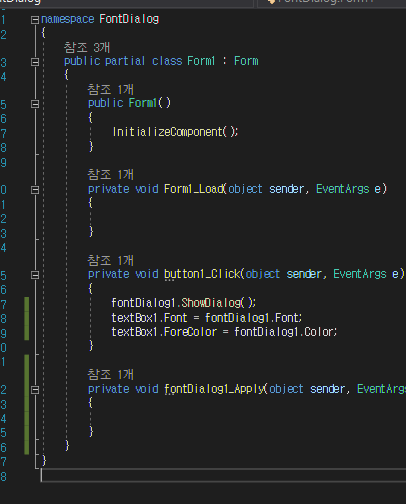 namespace FontDialog
{
참조 3개
public partial class Form1 : Form
{
참조 1개
public Form1()
{
InitializeComponent();
}
참조 1개
private void Form1_Load(object sender, EventArgs e)
{
}
참조 1개
private void button1_Click(object sender, EventArgs e)
{
fontDialog1.ShowDialog();
textBox1.Font = fontDialog1.Font;
textBox1.ForeColor = fontDialog1.Color;
}
참조 1개
private void fontDialog1_Apply(object sender, EventArgs
{
}
}
}